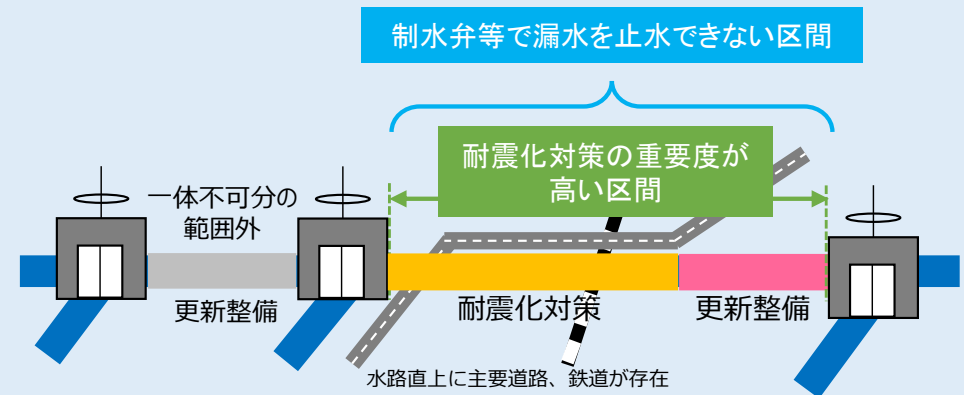 制水弁等で漏水を止水できない区間
耐震化対策の重要度が
高い区間
一体不可分の
範囲外
更新整備
耐震化対策
更新整備
水路直上に主要道路、鉄道が存在